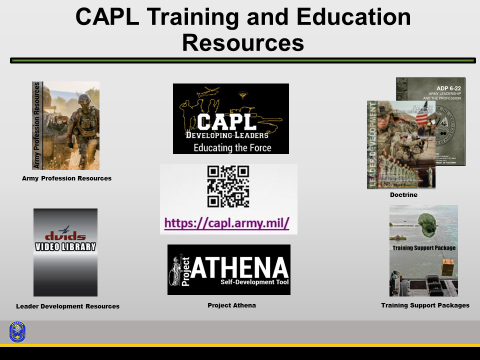 CAPL Training and Education
Resources
Army Profession Resources
Army Profession Resources
CAPL
DEVELOPING LEADERS
Educating the Force
ADP 6-22
ARMY LEADERSHIP
AND THE PROFESSION
LEADER DEVELOPMENT
Doctrine
https://capl.army.mil/
dvids
VIDEO LIBRARY
Leader Development Resources
Project
ATHENA
Self-Development Tool
Project Athena
Training Support Package
Training Support Packages